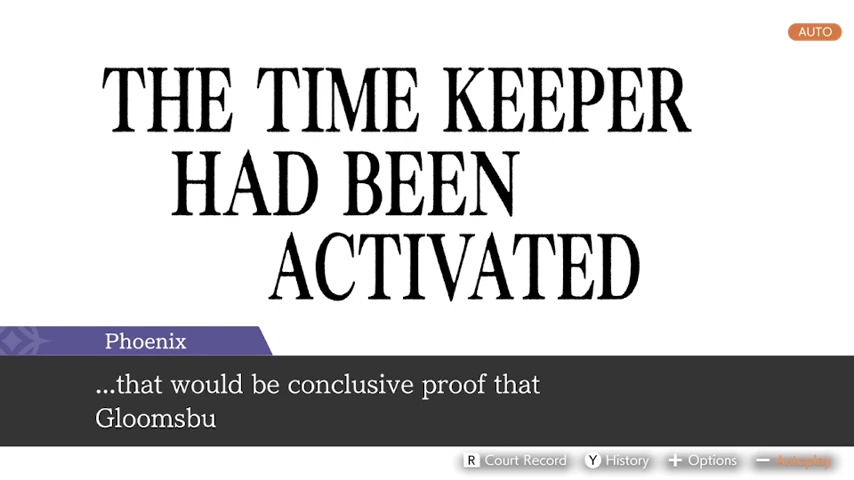 AUTO
THE TIME KEEPER
HAD BEEN
ACTIVATED
Phoenix
...that would be conclusive proof that
Gloomsbu
R Court Record Y History + Options − Autoplay